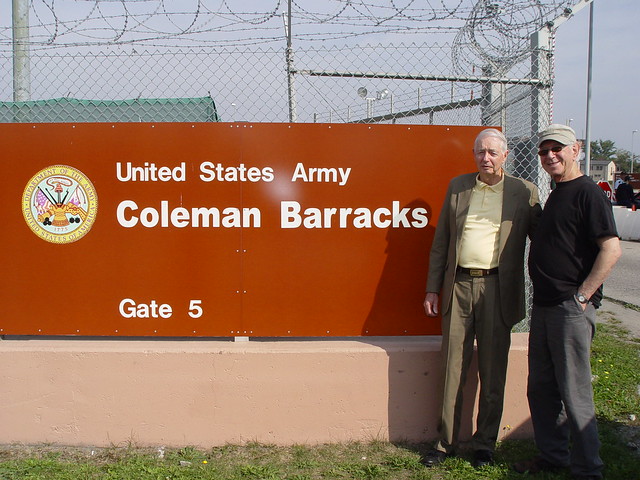 United States Army
Coleman Barracks
Gate 5